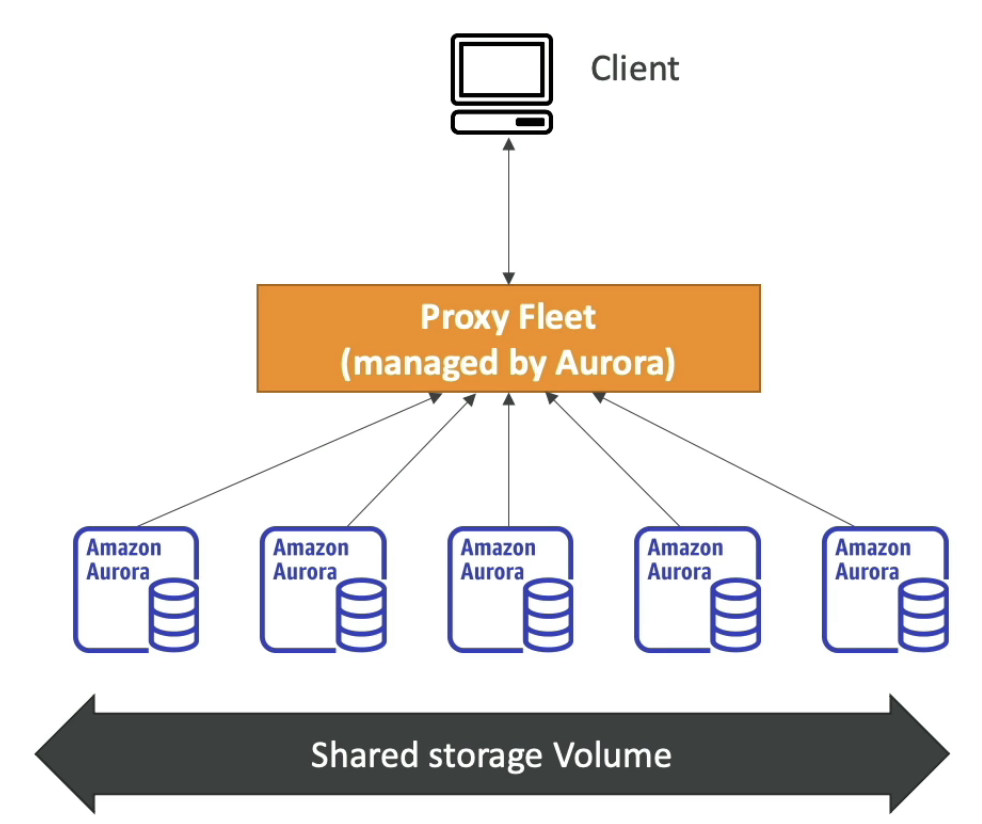 Client
Proxy Fleet
(managed by Aurora)
Amazon
Aurora
Amazon
Aurora
Amazon
Aurora
Amazon
Aurora
Amazon
Aurora
Shared storage Volume